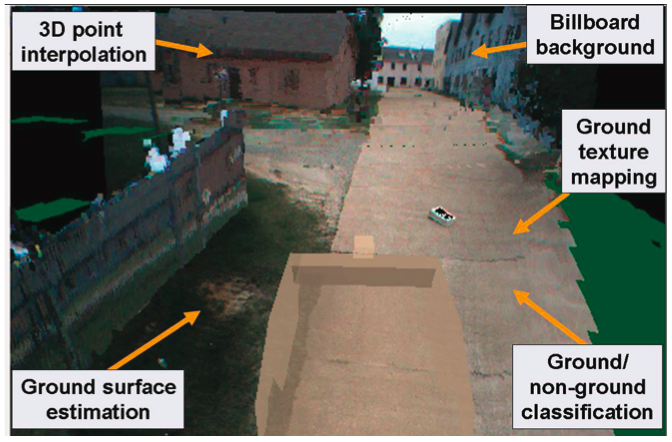 3D point
interpolation
Billboard
background
Ground
texture
mapping
Ground surface
estimation
Ground/
non-ground
classification